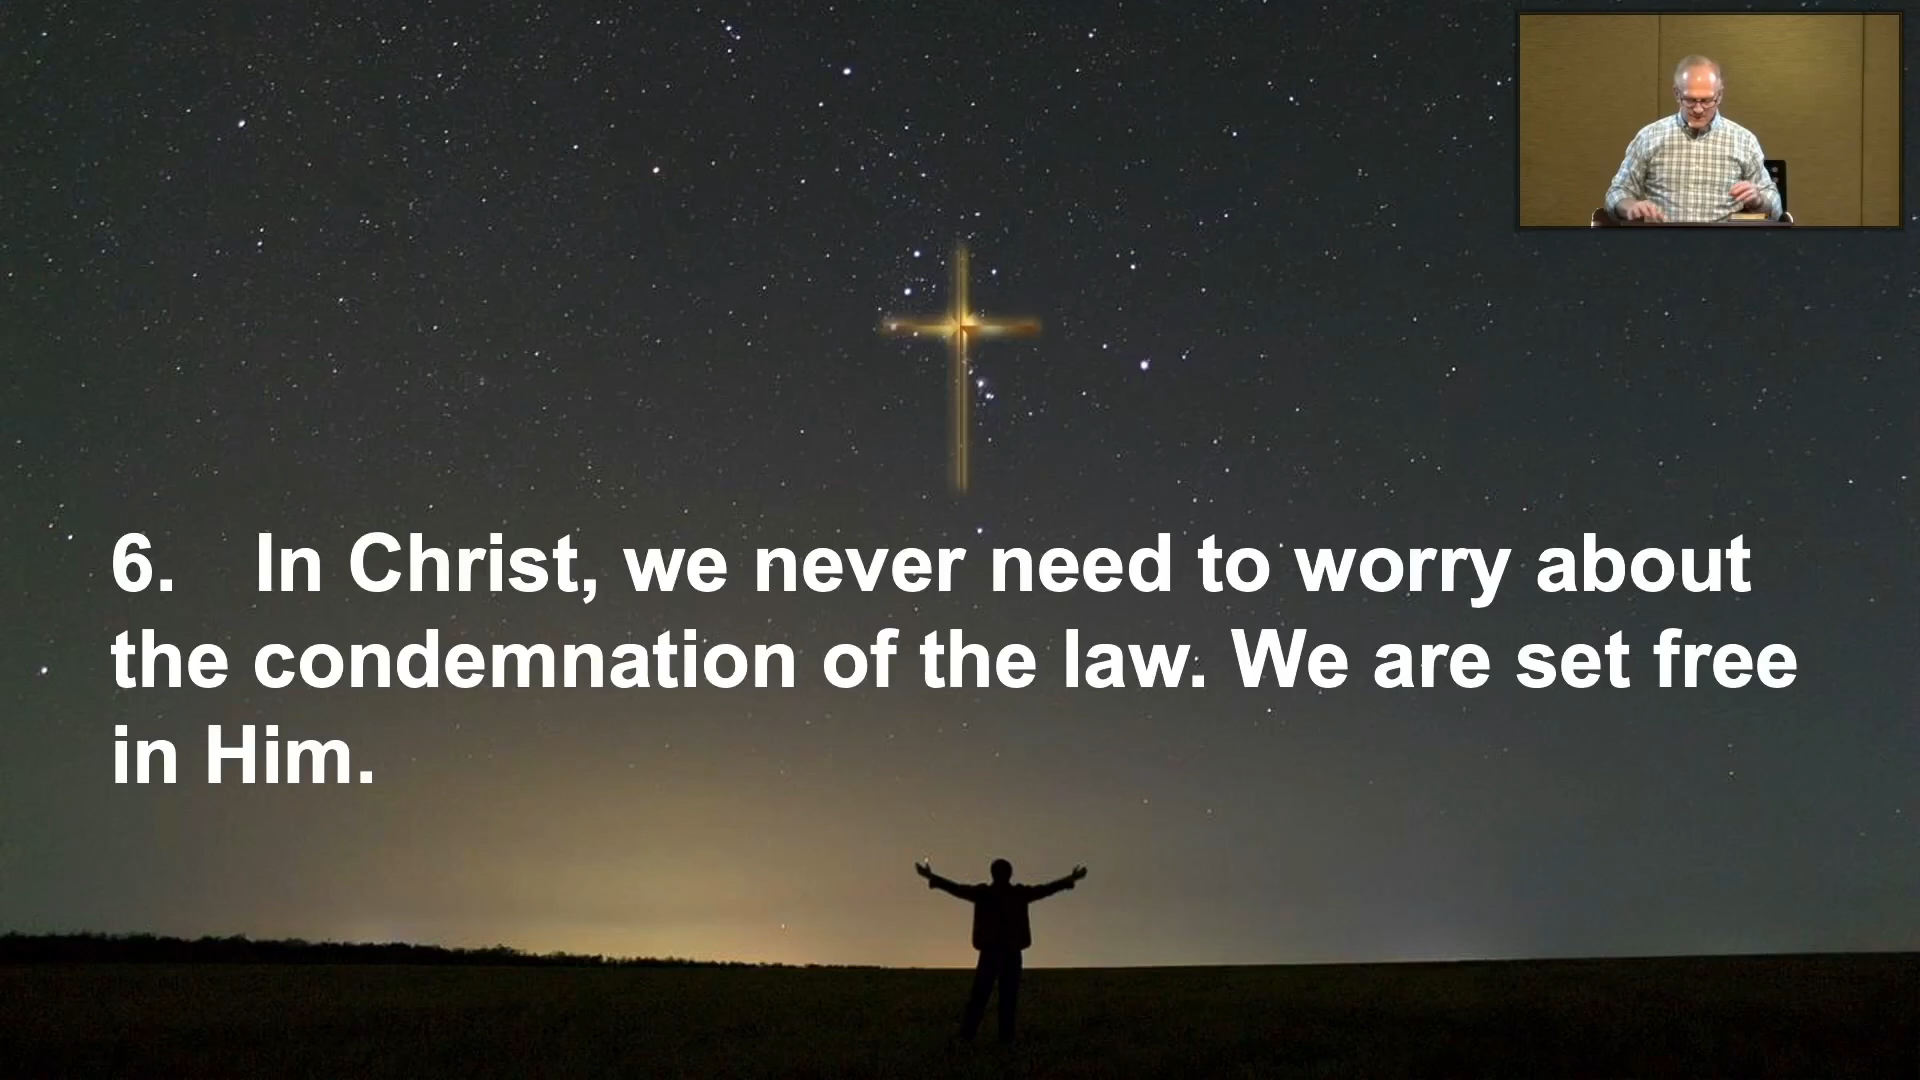 6. In Christ, we never need to worry about
the condemnation of the law. We are set free
in Him.